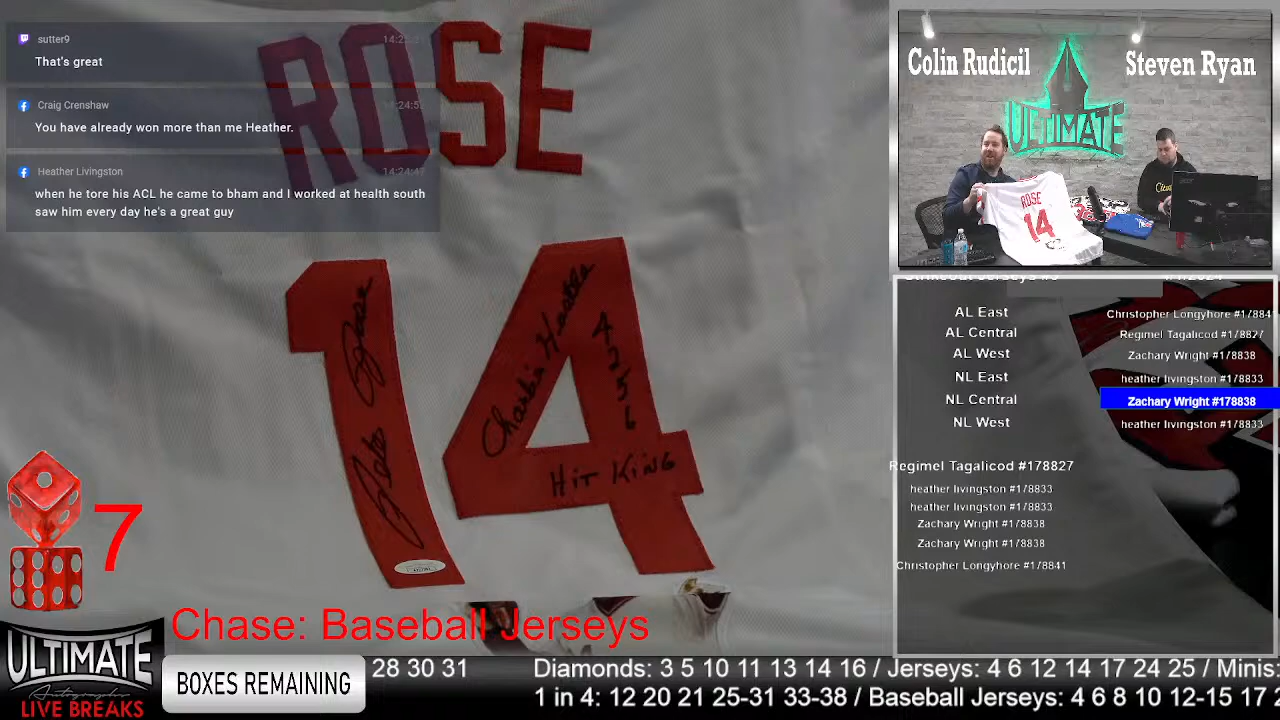 sutter9
That's great
Craig Crenshaw
You have already won more than me Heather.
Heather Livingston 14:24:47
when he tore his ACL he came to bham and I worked at health south
saw him every day he's a great guy
ROSE
14
Pete Rose
Charlie Hustle
4256
Hit King
7
Chase: Baseball Jerseys
ULTIMATE
Autographs
LIVE BREAKS
BOXES REMAINING
28 30 31
Diamonds: 3 5 10 11 13 14 16 / Jerseys: 4 6 12 14 17 24 25 / Minis:
1 in 4: 12 20 21 25-31 33-38 / Baseball Jerseys: 4 6 8 10 12-15 17
Colin Rudicil
Steven Ryan
ULTIMATE
ROSE
14
AL East Christopher Longyhore #17884
AL Central Regimel Tagalicod #178827
AL West Zachary Wright #178838
NL East heather livingston #178833
NL Central Zachary Wright #178838
NL West heather livingston #178833
Regimel Tagalicod #178827
heather livingston #178833
heather livingston #178833
Zachary Wright #178838
Zachary Wright #178838
Christopher Longyhore #178841